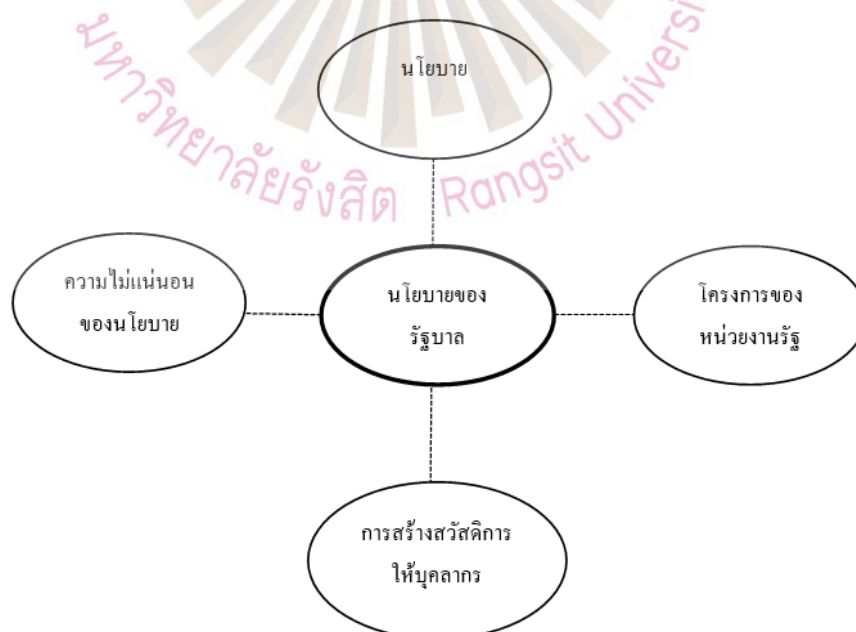 นโยบาย
มหาวิทยาลัยรังสิต Rangsit Universi
ความไม่แน่นอน
ของนโยบาย
นโยบายของ
รัฐบาล
โครงการของ
หน่วยงานรัฐ
การสร้างสวัสดิการ
ให้บุคลากร